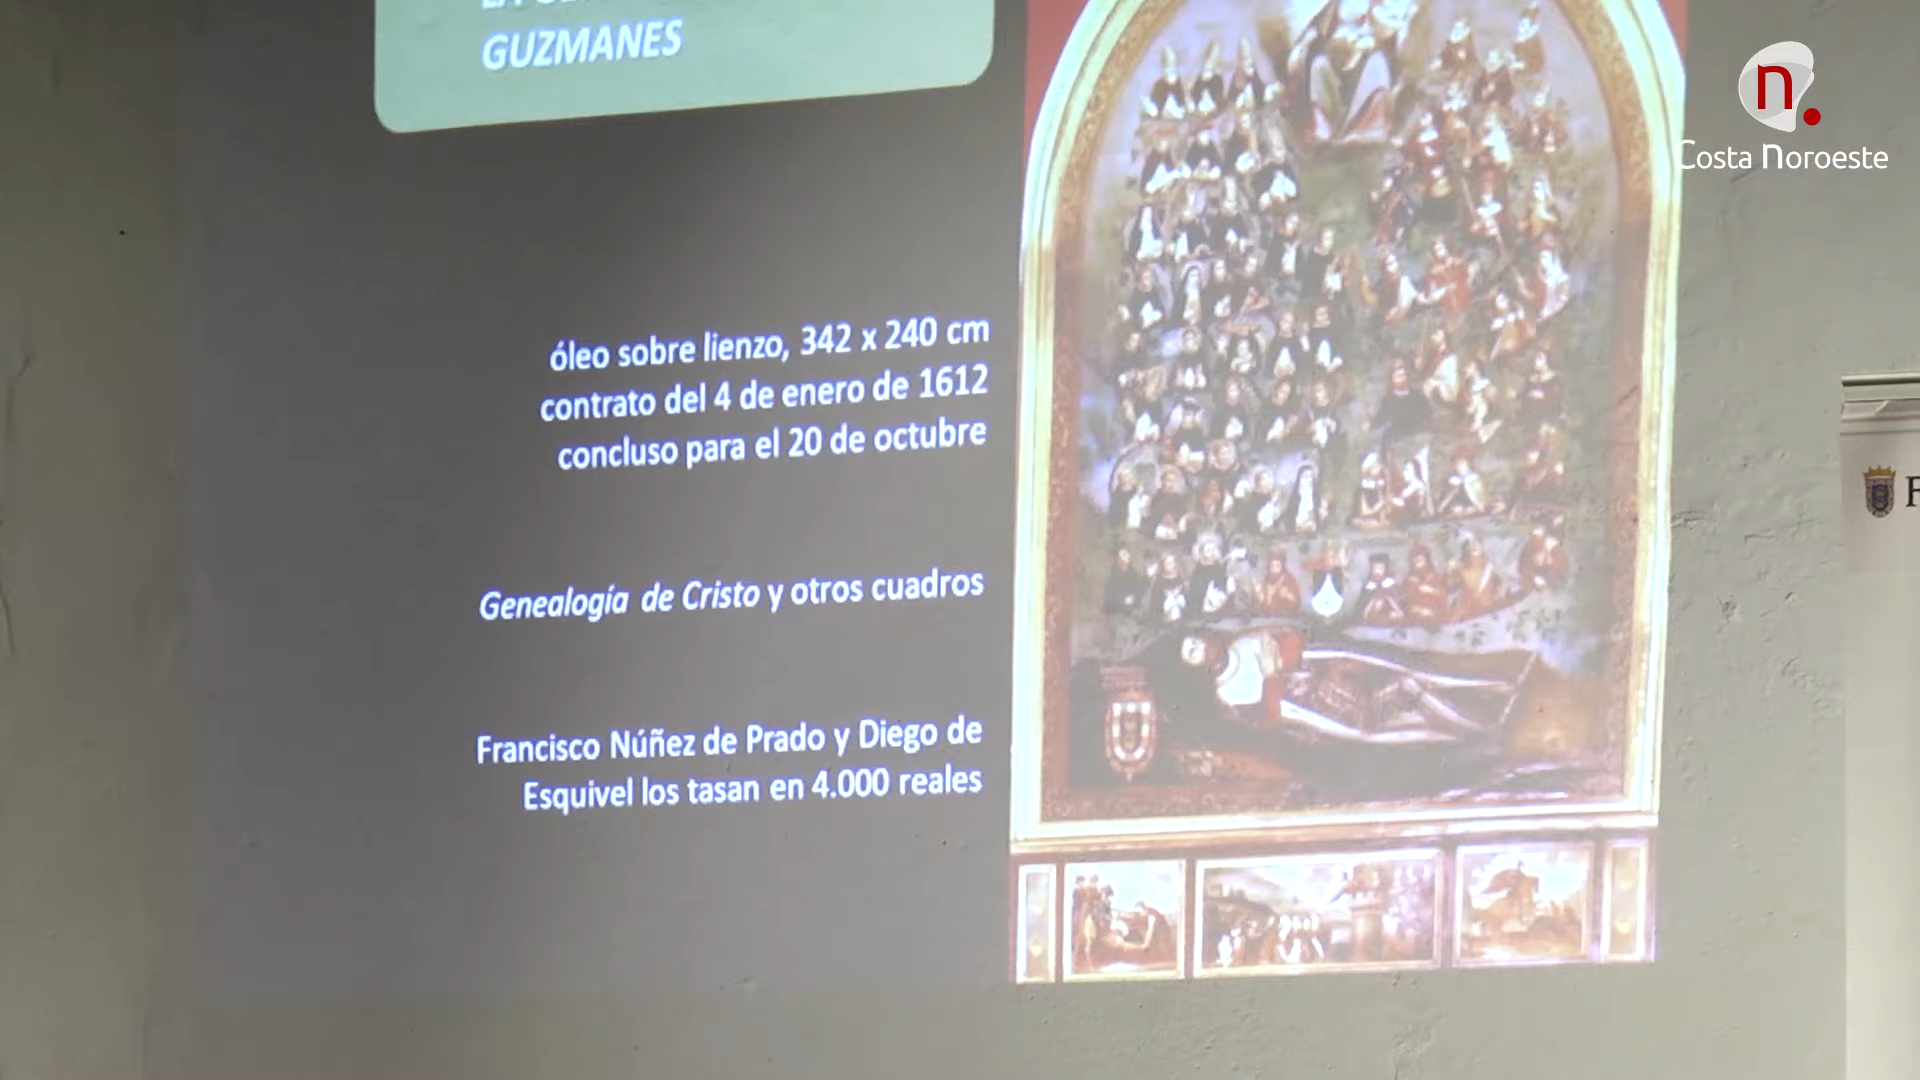 GUZMANES
óleo sobre lienzo, 342 x 240 cm
contrato del 4 de enero de 1612
concluso para el 20 de octubre
Genealogía de Cristo y otros cuadros
Francisco Núñez de Prado y Diego de
Esquivel los tasan en 4.000 reales
n.
Costa noroeste
F